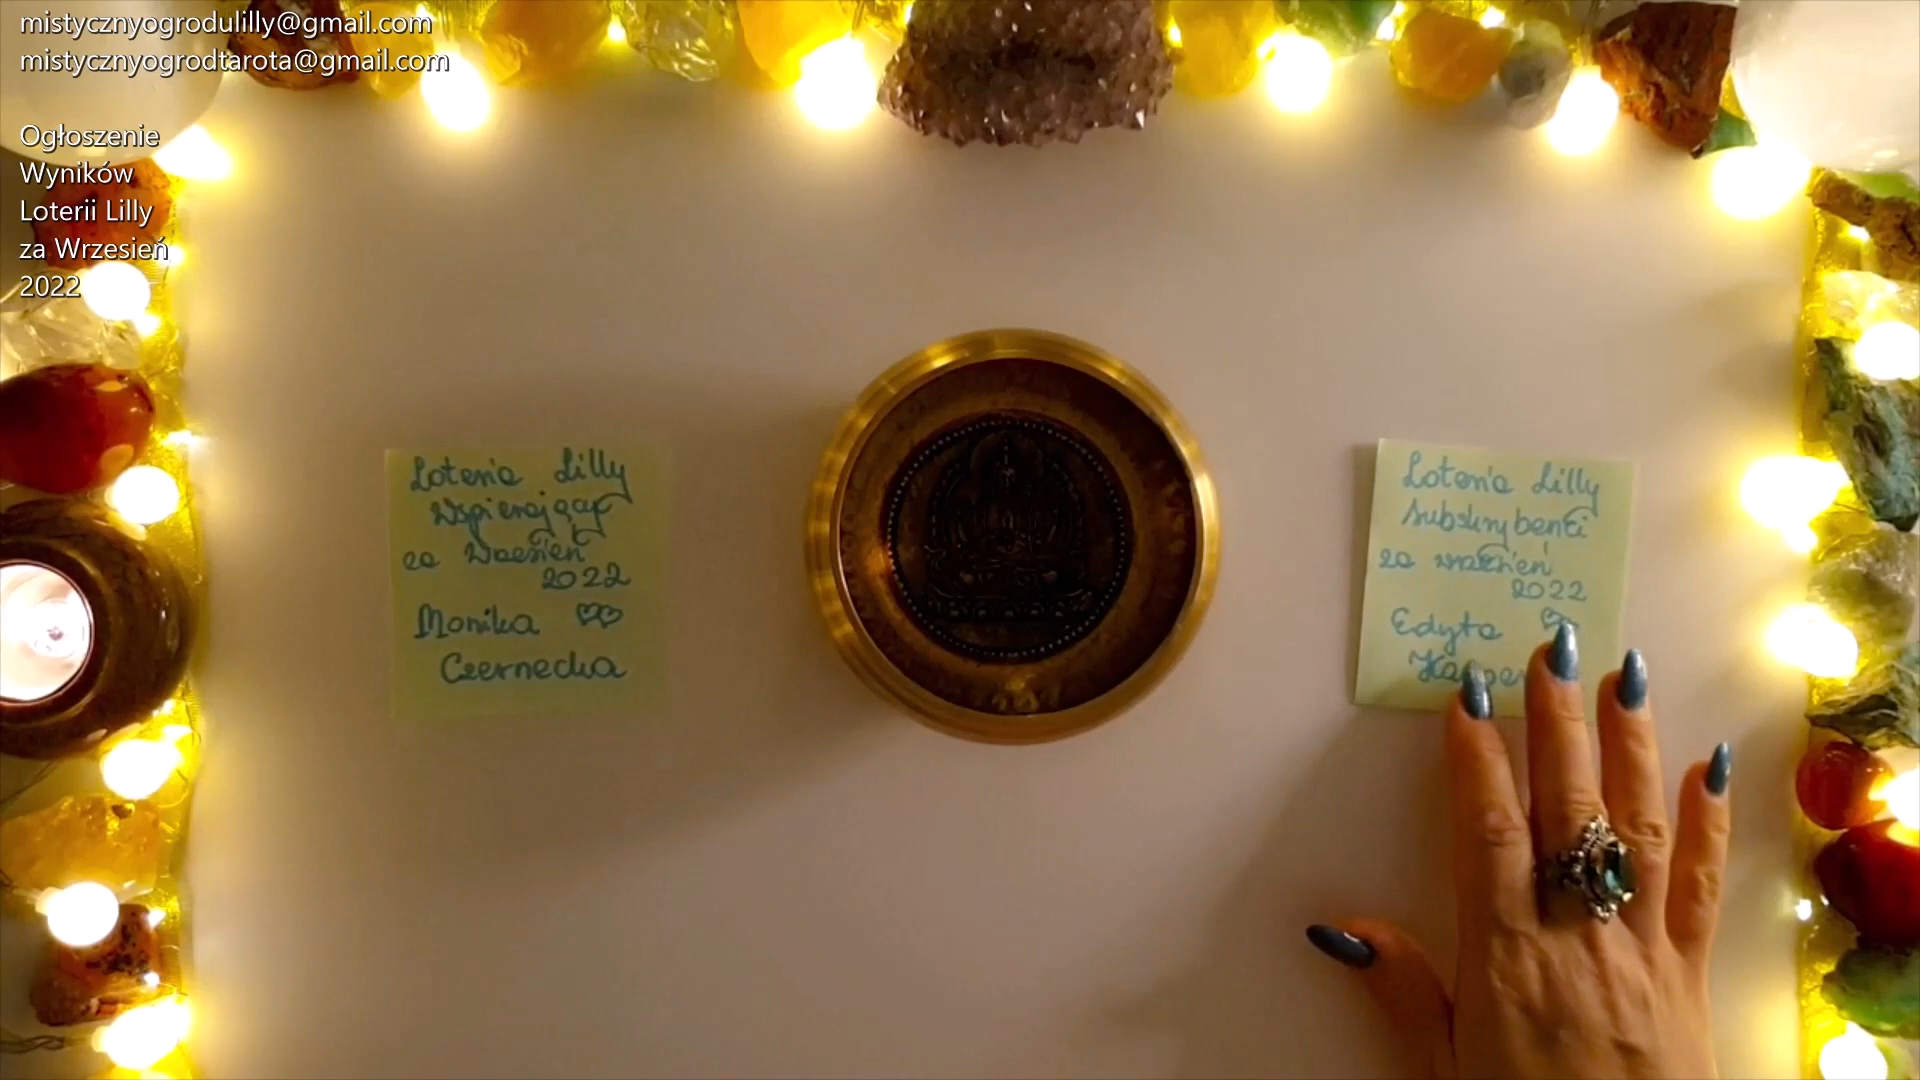 mistycznyogrodulilly@gmail.com
mistycznyogrodtarota@gmail.com
Ogłoszenie
Wyników
Loterii Lilly
za Wrzesień
2022
Loteria Lilly
Wspierający
za Wrzesień
2022
Monika
Czernecka
Loteria Lilly
Subskrybenci
za wrzesień
2022
Edyta